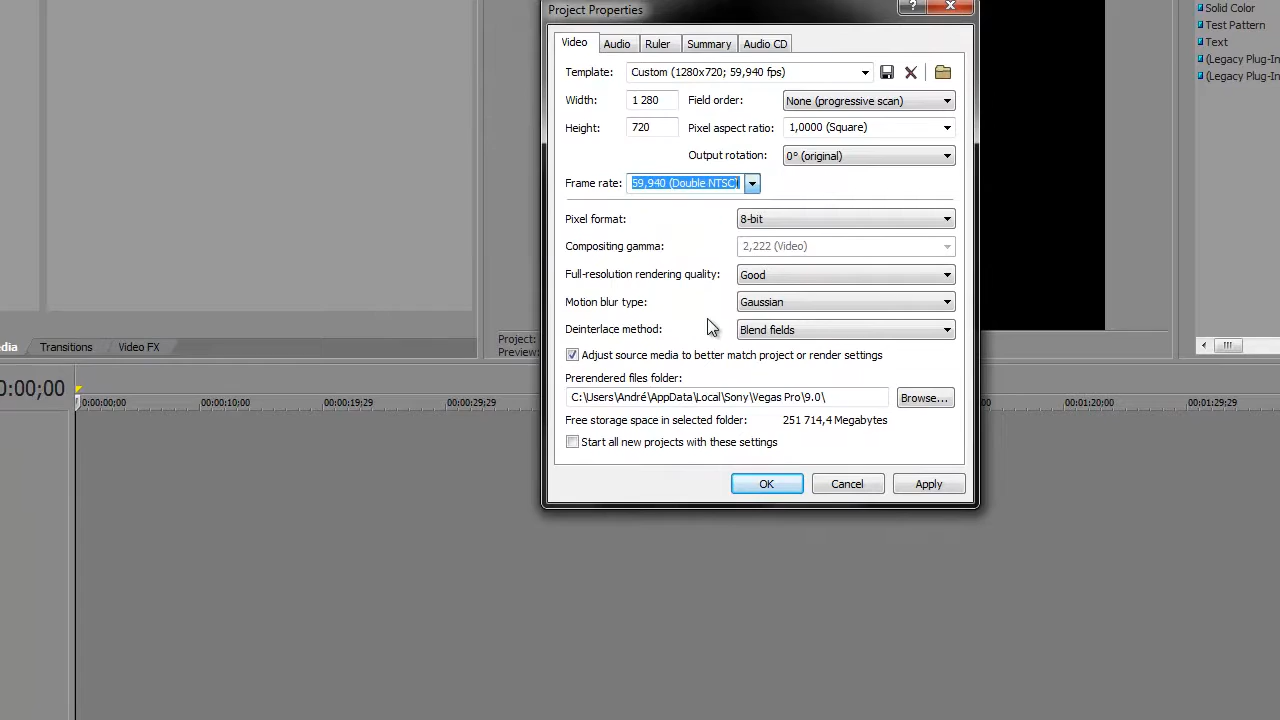 Project Properties
?
Video Audio Ruler Summary Audio CD
Template: Custom (1280x720; 59,940 fps)
Width: 1 280 Field order: None (progressive scan)
Height: 720 Pixel aspect ratio: 1,0000 (Square)
Output rotation: 0° (original)
Frame rate: 59,940 (Double NTSC)
Pixel format: 8-bit
Compositing gamma: 2,222 (Video)
Full-resolution rendering quality: Good
Motion blur type: Gaussian
Deinterlace method: Blend fields
Adjust source media to better match project or render settings
Prerendered files folder:
C:\Users\André\AppData\Local\Sony\Vegas Pro\9.0\ Browse...
Free storage space in selected folder: 251 714,4 Megabytes
Start all new projects with these settings
OK Cancel Apply
Solid Color
Test Pattern
Text
(Legacy Plug-In
(Legacy Plug-In
dia Transitions Video FX
Project:
Preview:
0:00;00
0:00:00;00 00:00:10;00 00:00:19;29 00:00:29;29 00:01:20;00 00:01:29;29